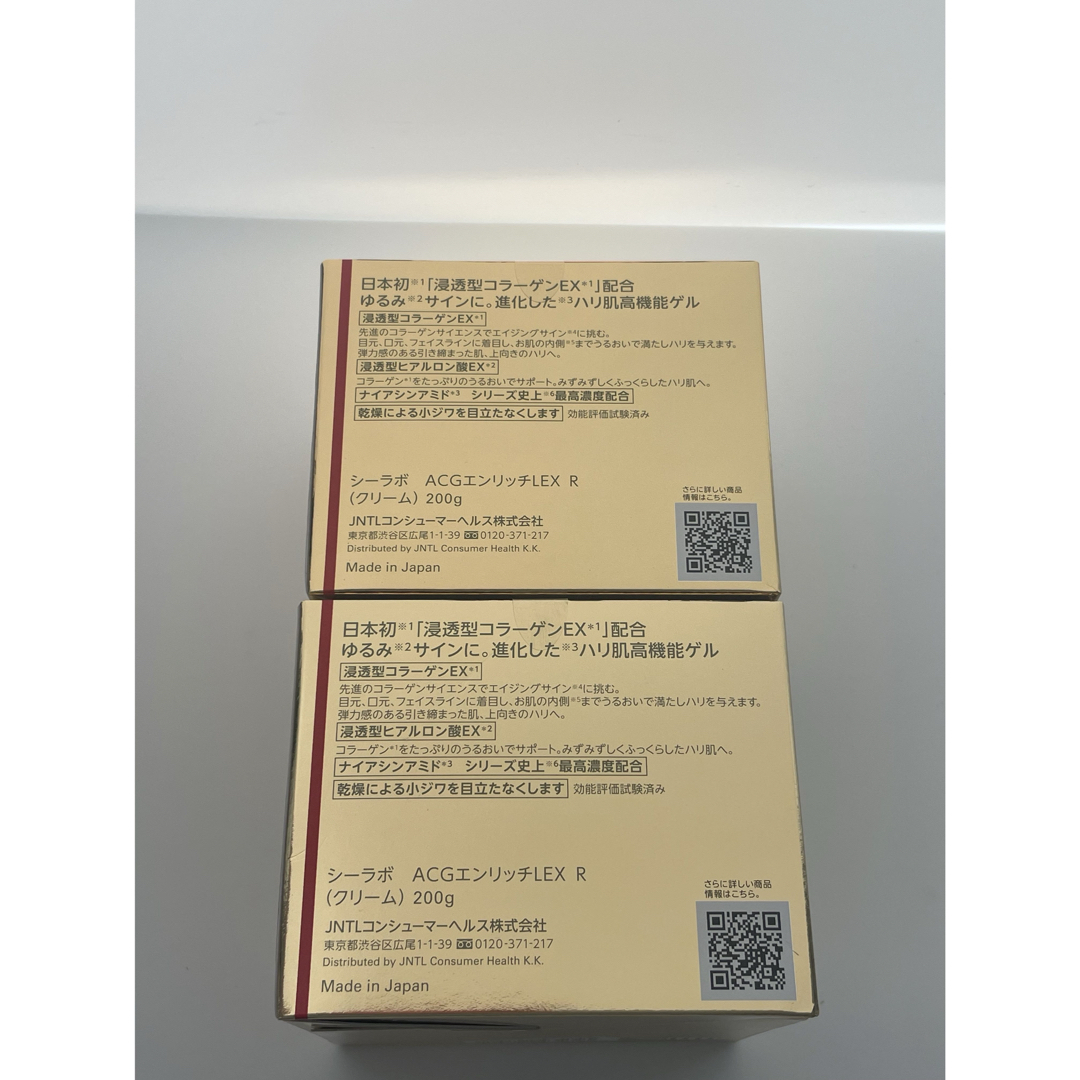 日本初※1「浸透型コラーゲンEX*1」配合
ゆるみ※2サインに。進化した※3ハリ肌高機能ゲル
浸透型コラーゲンEX*1
先進のコラーゲンサイエンスでエイジングサイン※4に挑む。
目元、口元、フェイスラインに着目し、お肌の内側※5までうるおいで満たしハリを与えます。
弾力感のある引き締まった肌、上向きのハリへ。
浸透型ヒアルロン酸EX*2
コラーゲン*1をたっぷりのうるおいでサポート。みずみずしくふっくらしたハリ肌へ。
ナイアシンアミド*3 シリーズ史上※6最高濃度配合
乾燥による小ジワを目立たなくします 効能評価試験済み
シーラボ ACGエンリッチLEX R
(クリーム) 200g
さらに詳しい商品
情報はこちら。
JNTLコンシューマーヘルス株式会社
東京都渋谷区広尾1-1-39 0120-371-217
Distributed by JNTL Consumer Health K.K.
Made in Japan
日本初※1「浸透型コラーゲンEX*1」配合
ゆるみ※2サインに。進化した※3ハリ肌高機能ゲル
浸透型コラーゲンEX*1
先進のコラーゲンサイエンスでエイジングサイン※4に挑む。
目元、口元、フェイスラインに着目し、お肌の内側※5までうるおいで満たしハリを与えます。
弾力感のある引き締まった肌、上向きのハリへ。
浸透型ヒアルロン酸EX*2
コラーゲン*1をたっぷりのうるおいでサポート。みずみずしくふっくらしたハリ肌へ。
ナイアシンアミド*3 シリーズ史上※6最高濃度配合
乾燥による小ジワを目立たなくします 効能評価試験済み
シーラボ ACGエンリッチLEX R
(クリーム) 200g
さらに詳しい商品
情報はこちら。
JNTLコンシューマーヘルス株式会社
東京都渋谷区広尾1-1-39 0120-371-217
Distributed by JNTL Consumer Health K.K.
Made in Japan